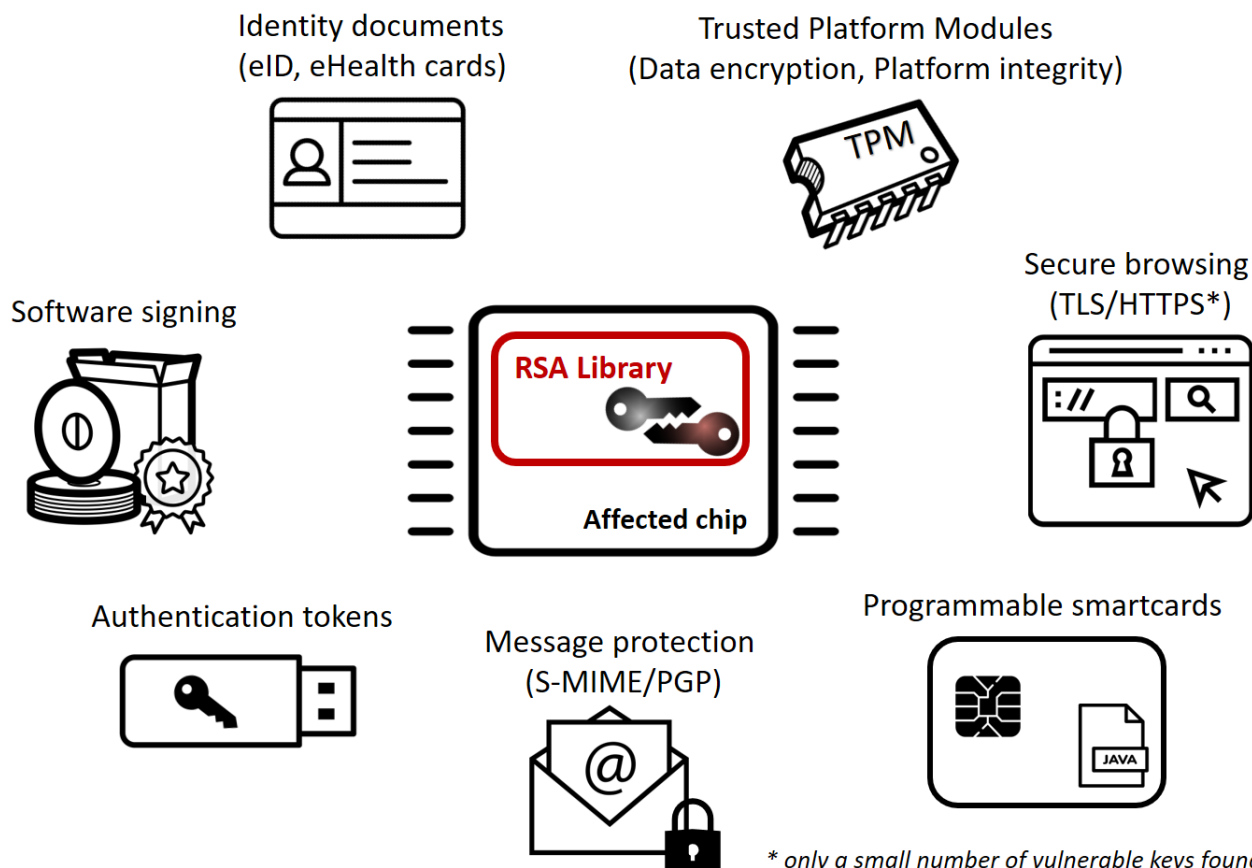 Identity documents
(eID, eHealth cards)
Trusted Platform Modules
(Data encryption, Platform integrity)
TPM
Secure browsing
(TLS/HTTPS*)
://
Software signing
RSA Library
Affected chip
Authentication tokens
Message protection
(S-MIME/PGP)
@
Programmable smartcards
JAVA
* only a small number of vulnerable keys found